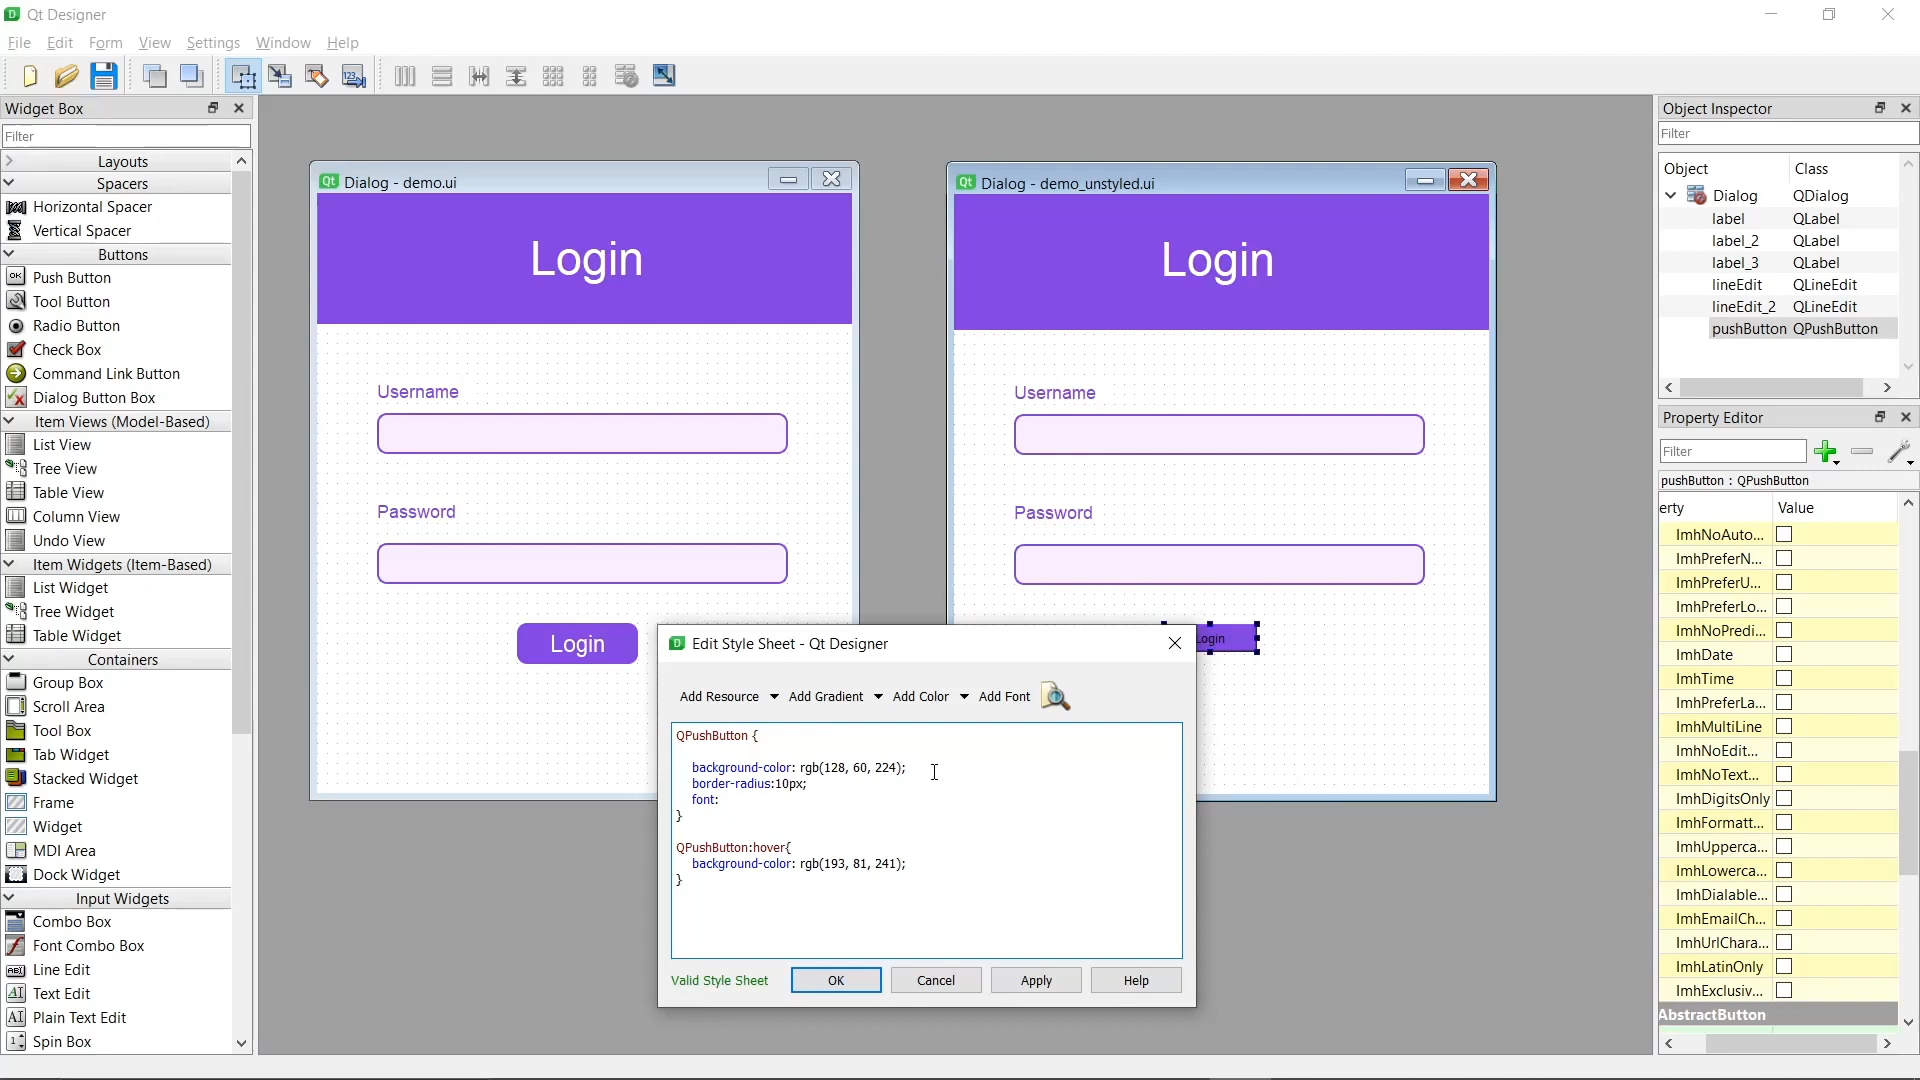 Qt Designer
File Edit Form View Settings Window Help
Widget Box
Filter
Layouts
Spacers
Horizontal Spacer
Vertical Spacer
Buttons
OK Push Button
Tool Button
Radio Button
Check Box
Command Link Button
Dialog Button Box
Item Views (Model-Based)
List View
Tree View
Table View
Column View
Undo View
Item Widgets (Item-Based)
List Widget
Tree Widget
Table Widget
Containers
Group Box
Scroll Area
Tool Box
Tab Widget
Stacked Widget
Frame
Widget
MDI Area
Dock Widget
Input Widgets
Combo Box
Font Combo Box
Line Edit
Text Edit
Plain Text Edit
Spin Box
Qt Dialog - demo.ui
Login
Username
Password
Login
Qt Dialog - demo_unstyled.ui
Login
Username
Password
Login
Edit Style Sheet - Qt Designer
Add Resource Add Gradient Add Color Add Font
QPushButton {
background-color: rgb(128, 60, 224);
border-radius:10px;
font:
}
QPushButton:hover{
background-color: rgb(193, 81, 241);
}
Valid Style Sheet OK Cancel Apply Help
Object Inspector
Filter
Object Class
Dialog QDialog
label QLabel
label_2 QLabel
label_3 QLabel
lineEdit QLineEdit
lineEdit_2 QLineEdit
pushButton QPushButton
Property Editor
Filter
pushButton : QPushButton
erty Value
ImhNoAuto...
ImhPreferN...
ImhPreferU...
ImhPreferLo...
ImhNoPredi...
ImhDate
ImhTime
ImhPreferLa...
ImhMultiLine
ImhNoEdit...
ImhNoText...
ImhDigitsOnly
ImhFormatt...
ImhUpperca...
ImhLowerca...
ImhDialable...
ImhEmailCh...
ImhUrlChara...
ImhLatinOnly
ImhExclusiv...
AbstractButton